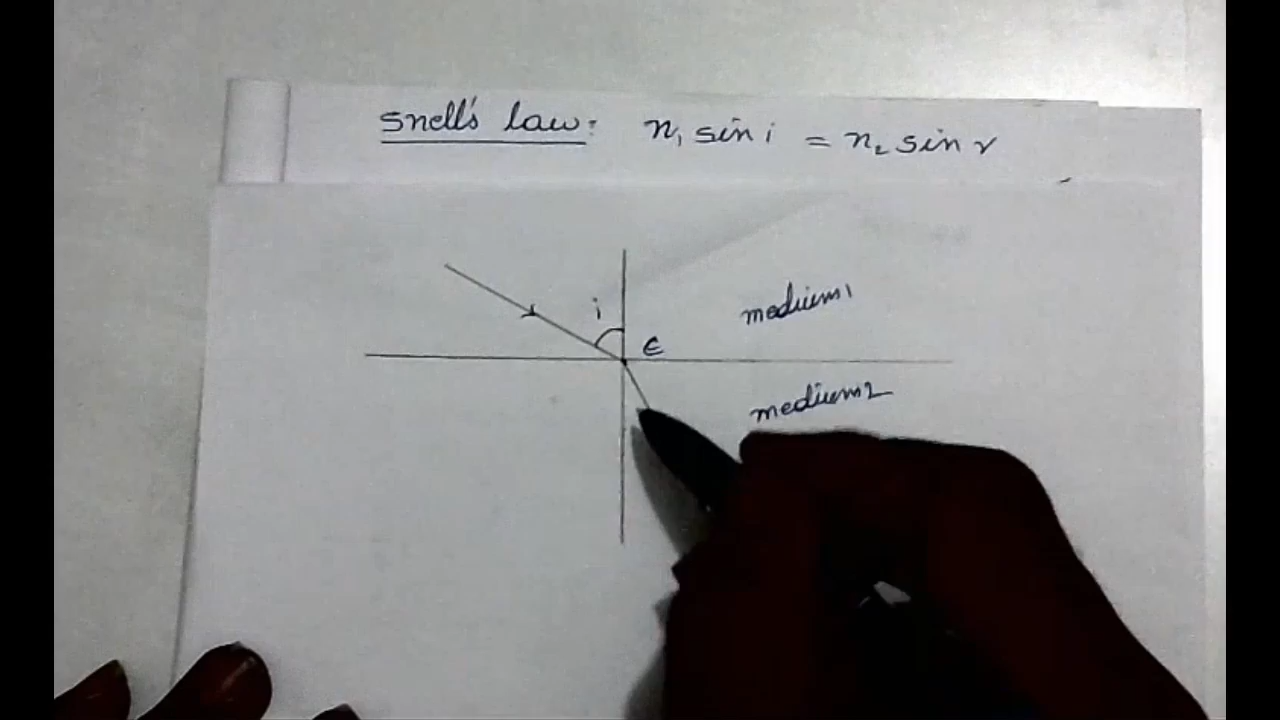 Snell's law: n₁ sin i = n₂ sin r
i
medium1
ε
medium2